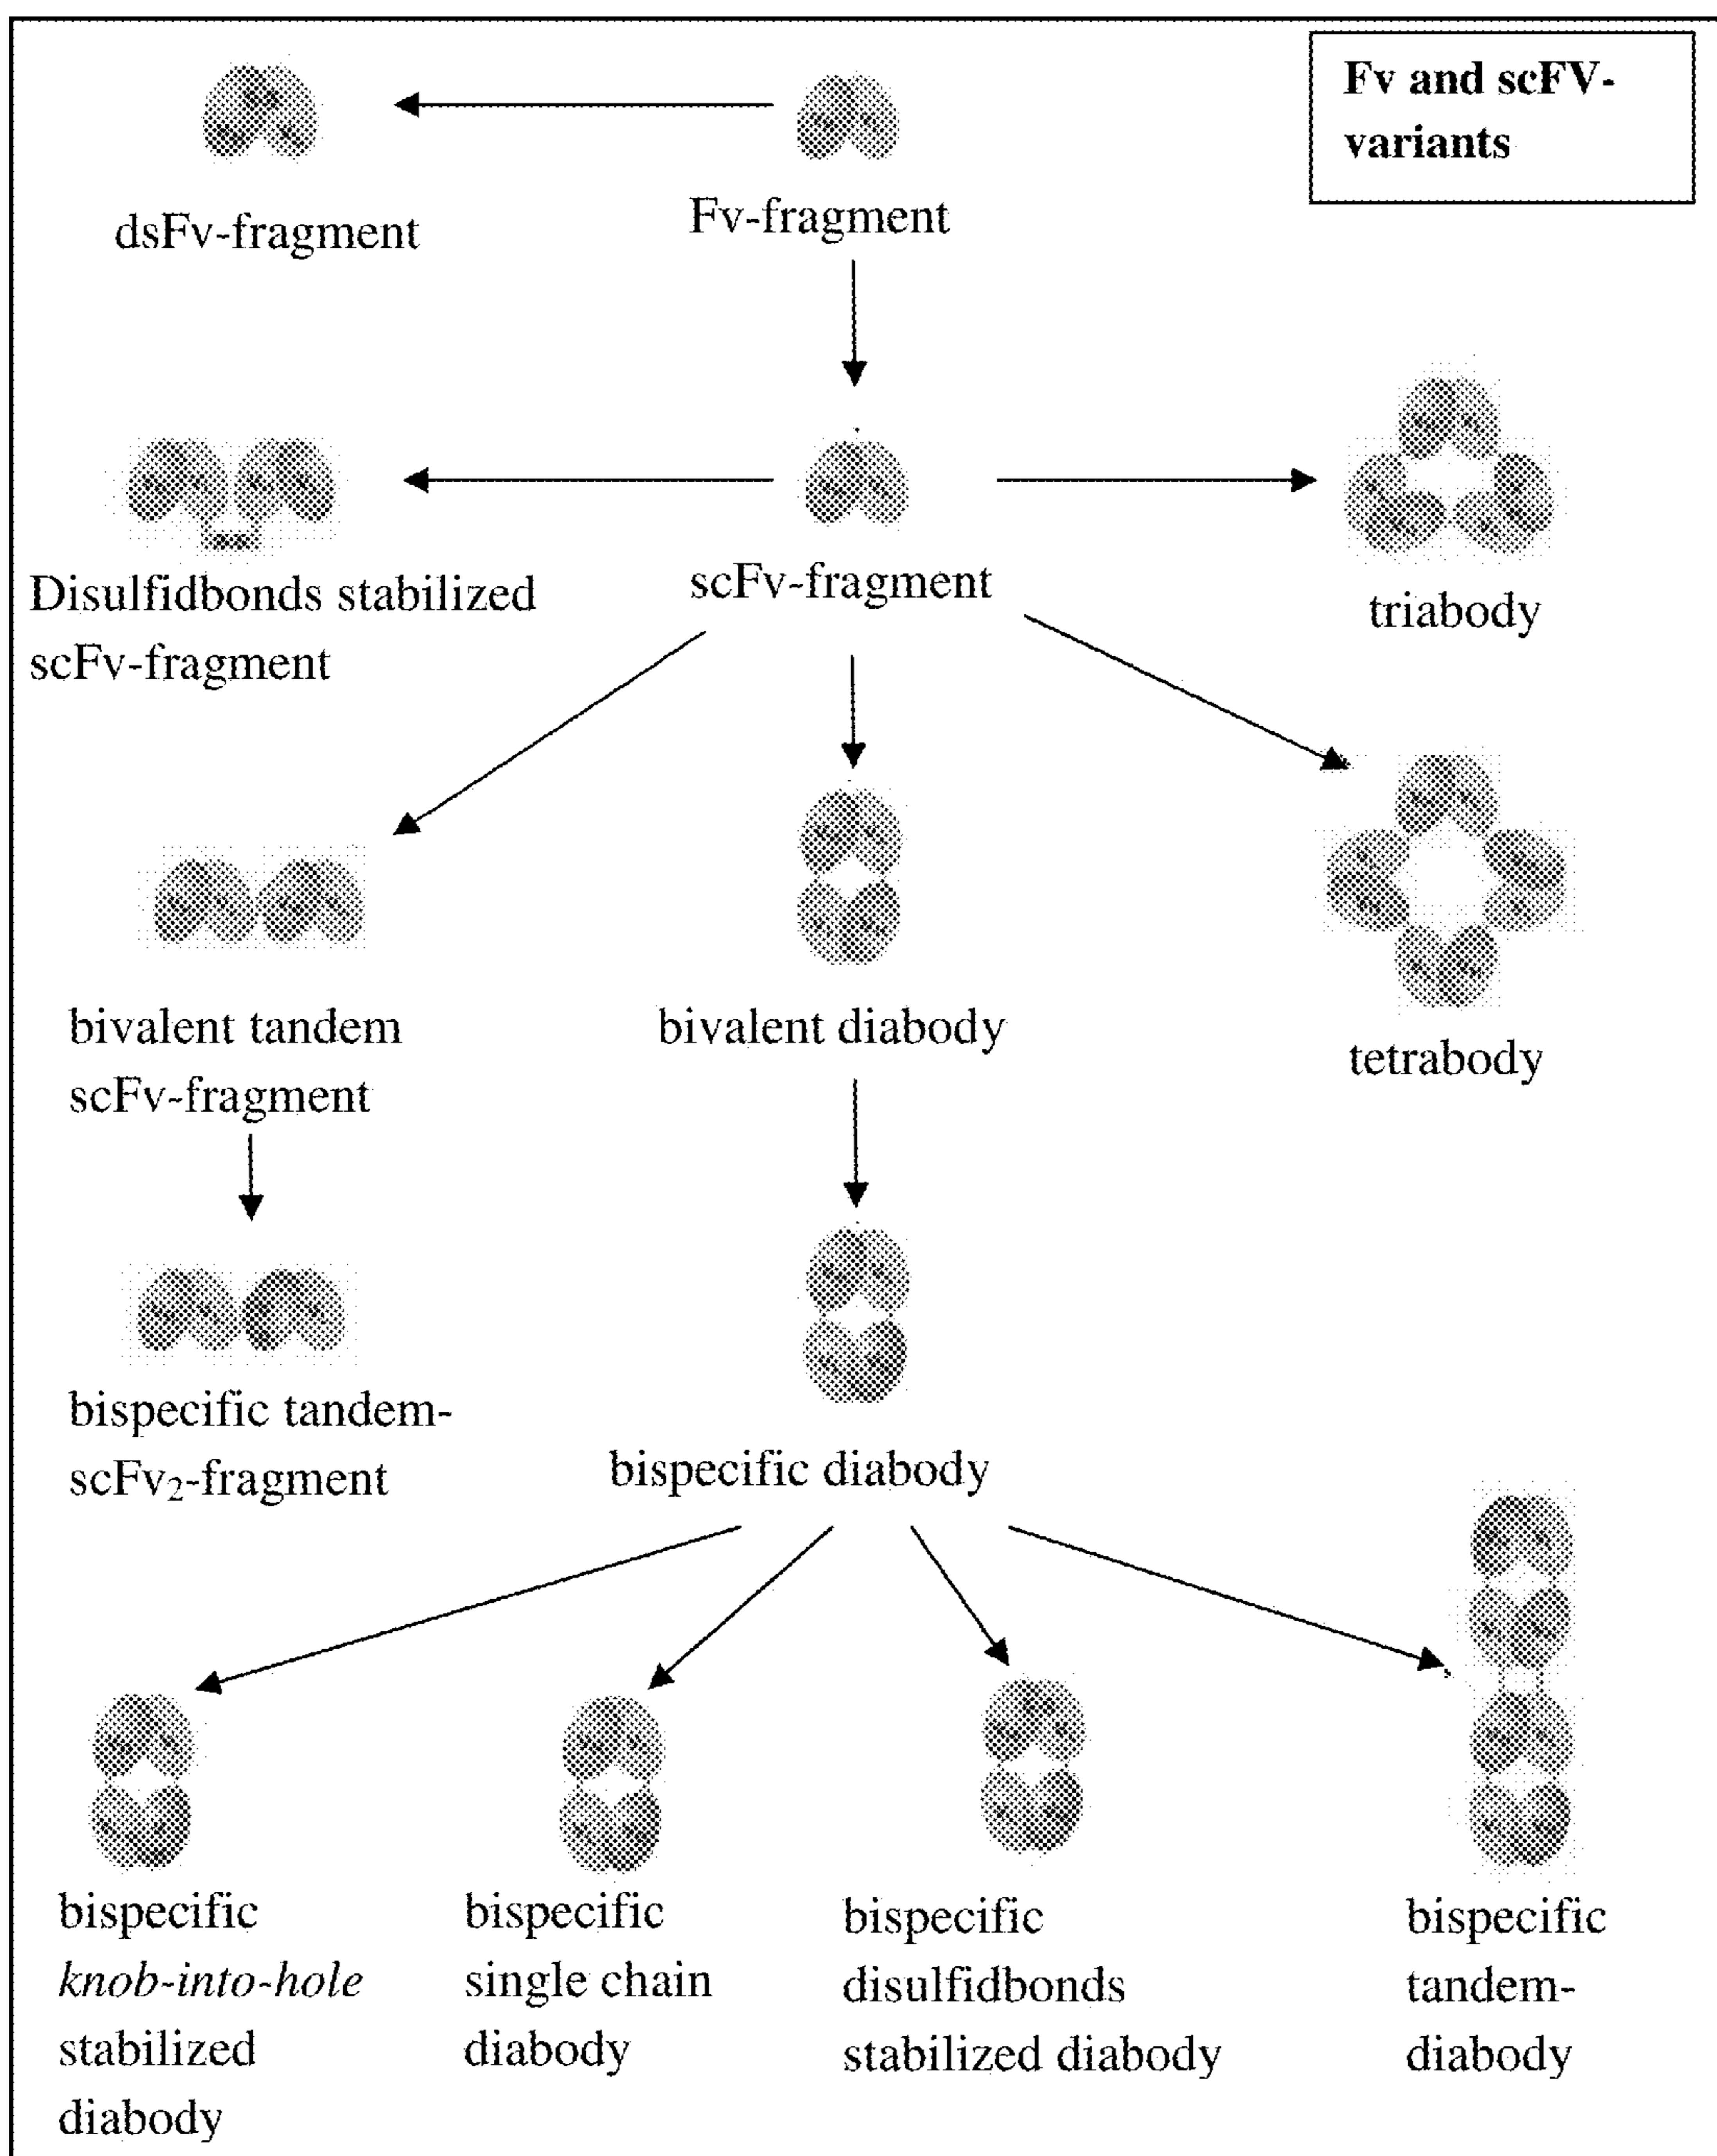 Fv and scFV-
variants
dsFv-fragment
Fv-fragment
Disulfidbonds stabilized
scFv-fragment
scFv-fragment
triabody
bivalent tandem
scFv-fragment
bivalent diabody
tetrabody
bispecific tandem-
scFv₂-fragment
bispecific diabody
bispecific
knob-into-hole
stabilized
diabody
bispecific
single chain
diabody
bispecific
disulfidbonds
stabilized diabody
bispecific
tandem-
diabody